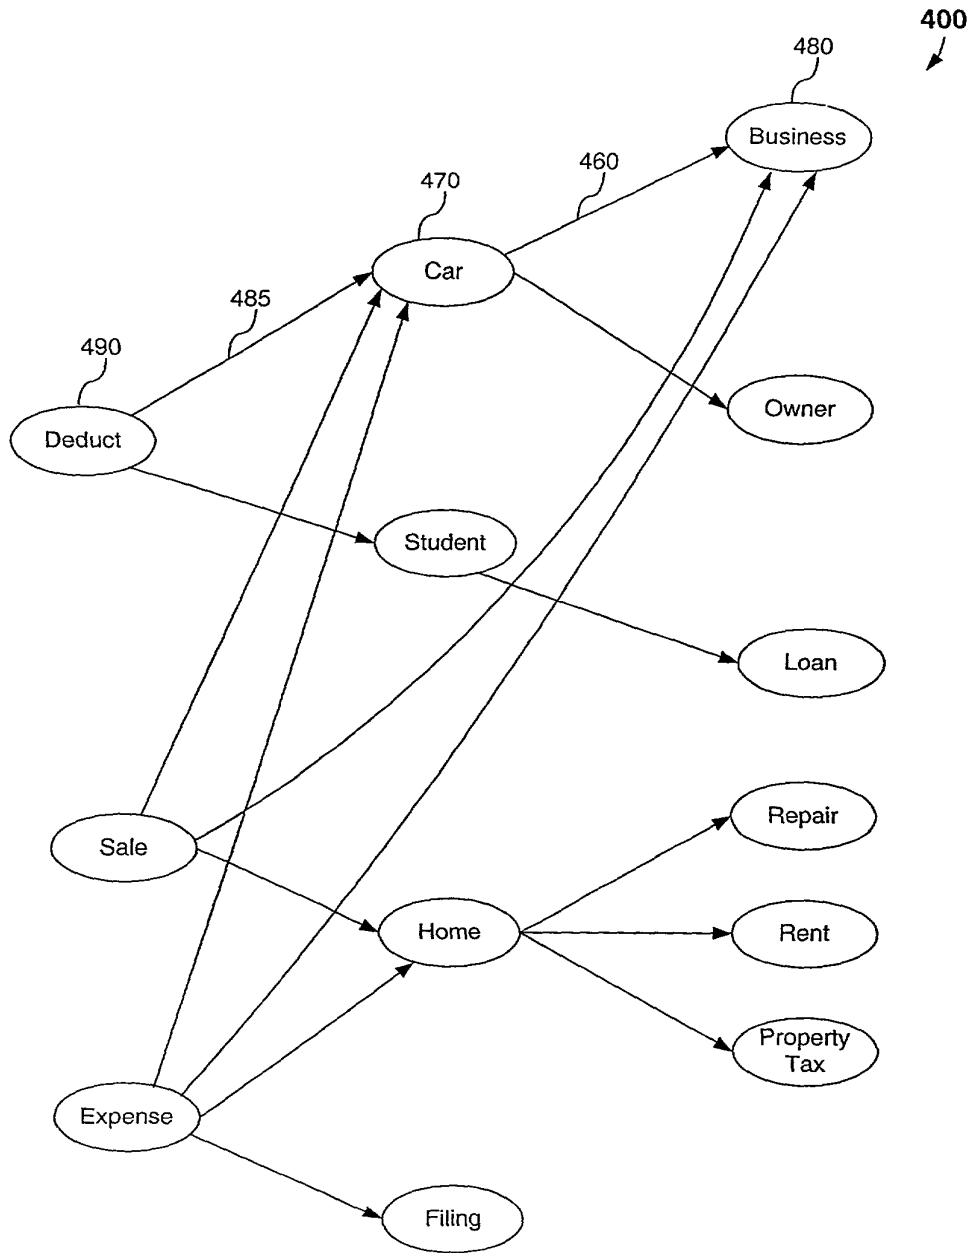 400
480
Business
460
470
Car
485
490
Owner
Deduct
Student
Loan
Repair
Sale
Home
Rent
Property
Tax
Expense
Filing